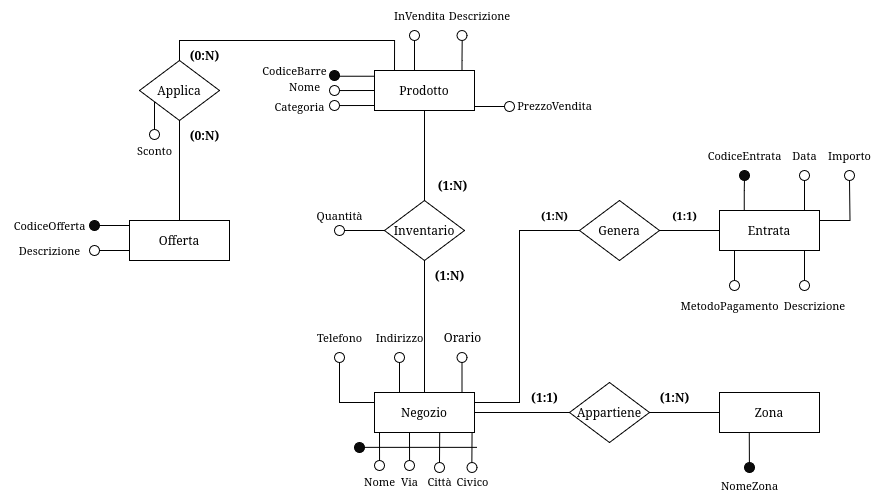 InVendita Descrizione
(0:N)
CodiceBarre
Nome
Categoria
Prodotto
PrezzoVendita
Applica
(0:N)
Sconto
CodiceEntrata Data Importo
(1:N)
Quantità
Inventario
(1:N)
Genera
(1:1)
Entrata
CodiceOfferta
Descrizione
Offerta
(1:N)
MetodoPagamento Descrizione
Telefono Indirizzo Orario
(1:1)
Negozio
Appartiene
(1:N)
Zona
Nome Via Città Civico
NomeZona